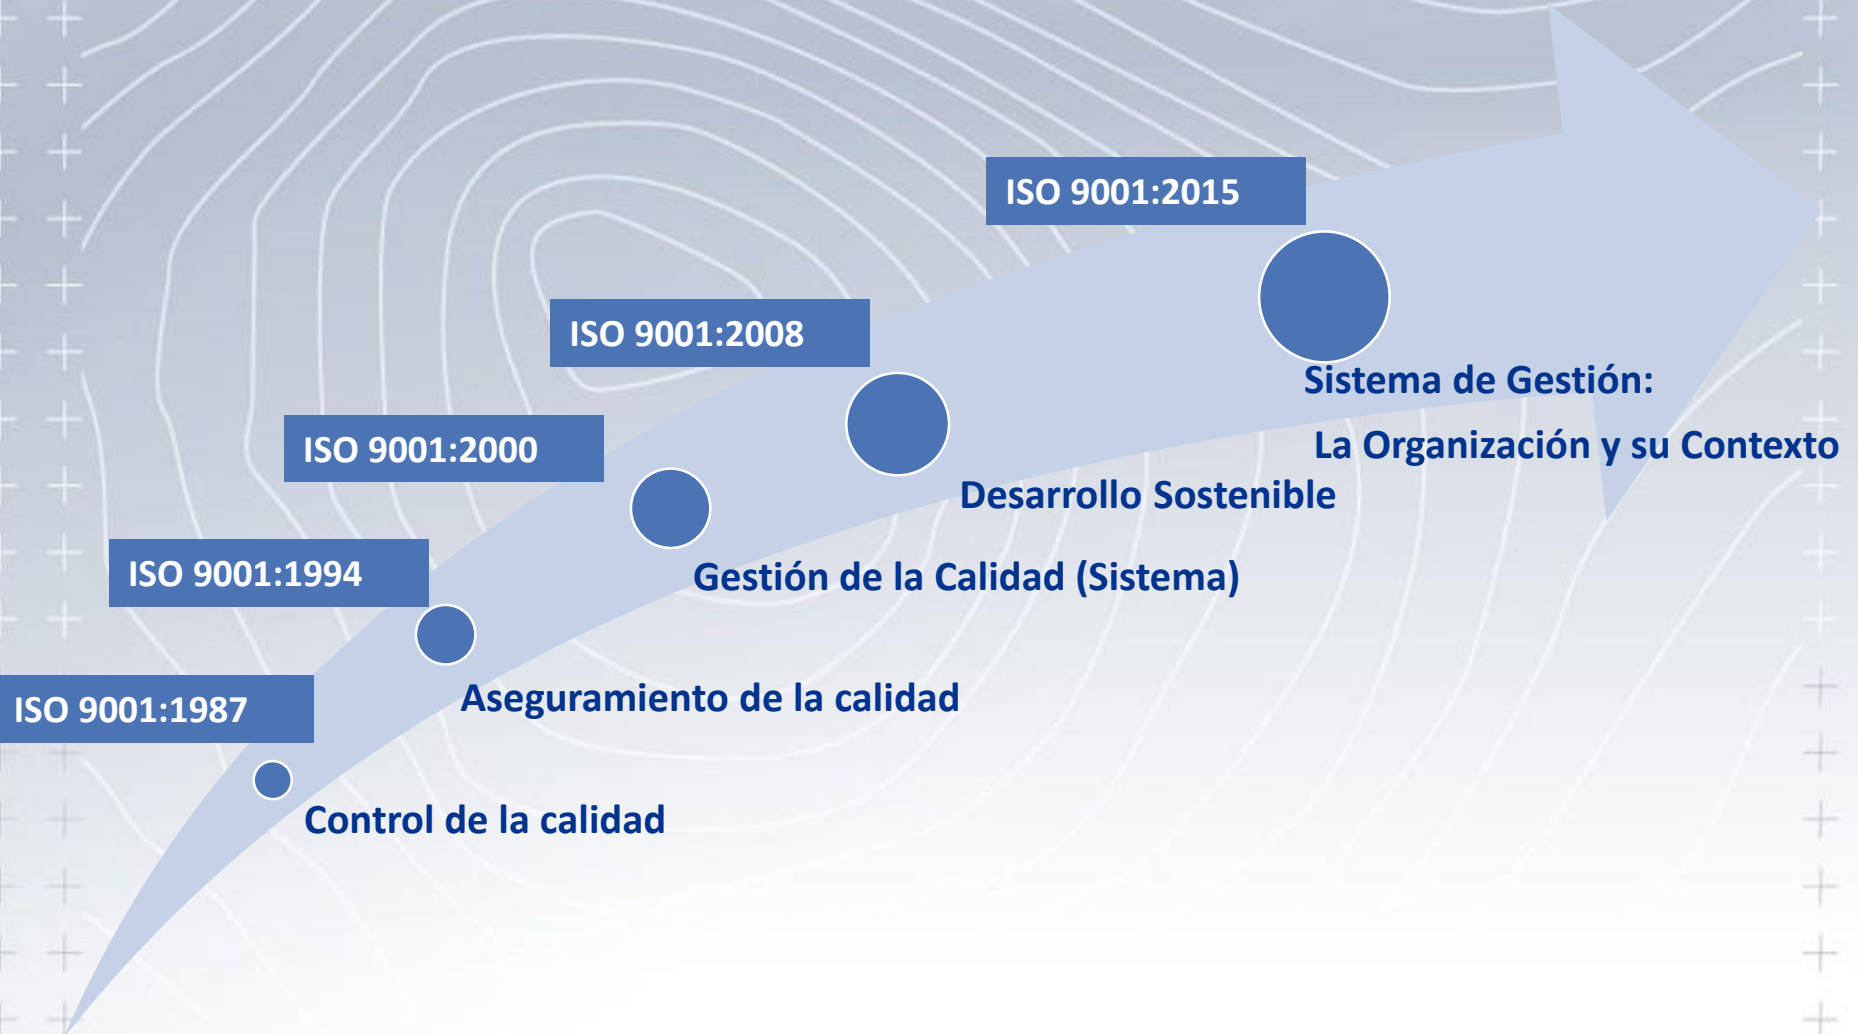 ISO 9001:2015
Sistema de Gestión:
La Organización y su Contexto
ISO 9001:2008
Desarrollo Sostenible
ISO 9001:2000
Gestión de la Calidad (Sistema)
ISO 9001:1994
Aseguramiento de la calidad
ISO 9001:1987
Control de la calidad